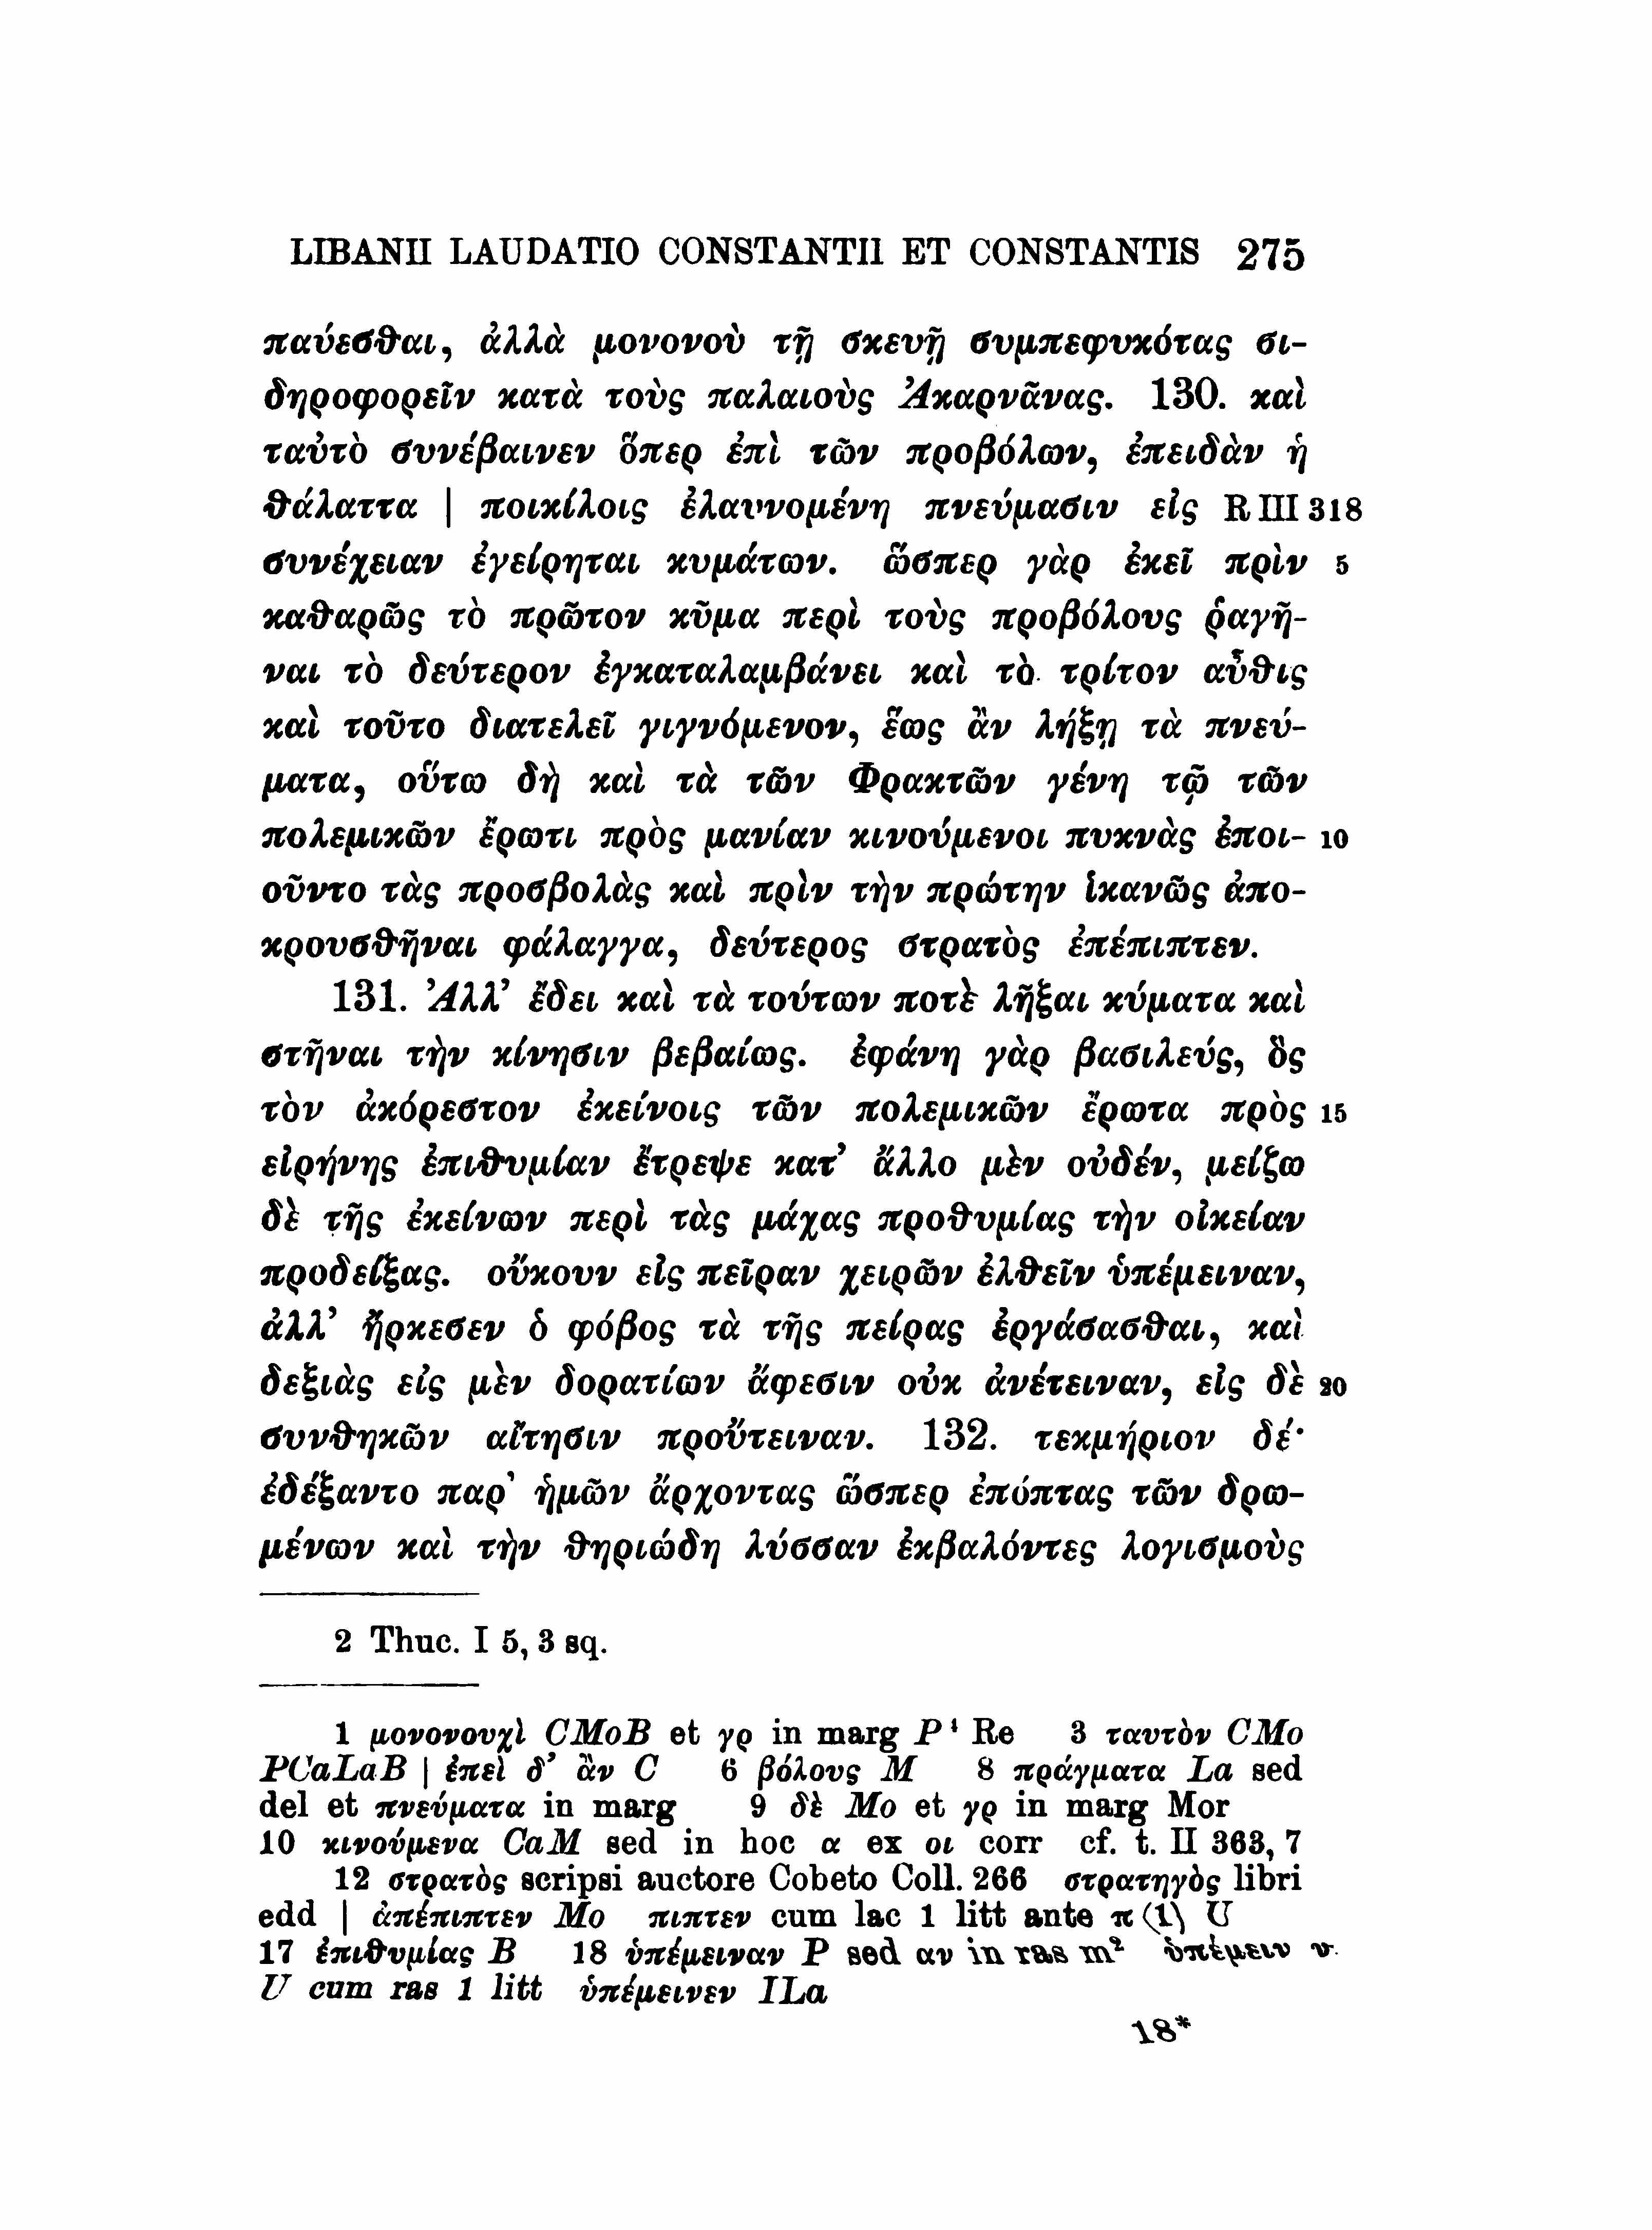 LIBANII LAUDATIO CONSTANTII ET CONSTANTIS 275
παύεσθαι, ἀλλὰ μονονοὺ τῇ σκευῇ συμπεφυκότας σι-
δηροφορεῖν κατὰ τοὺς παλαιοὺς Ἀκαρνᾶνας. 130. καὶ
ταὐτὸ συνέβαινεν ὅπερ ἐπὶ τῶν προβόλων, ἐπειδὰν ἡ
θάλαττα | ποικίλοις ἐλαυνομένη πνεύμασιν εἰς R III 318
συνέχειαν ἐγείρηται κυμάτων. ὥσπερ γὰρ ἐκεῖ πρὶν 5
καθαρῶς τὸ πρῶτον κῦμα περὶ τοὺς προβόλους ῥαγῆ-
ναι τὸ δεύτερον ἐγκαταλαμβάνει καὶ τὸ τρίτον αὖθις
καὶ τοῦτο διατελεῖ γιγνόμενον, ἕως ἂν λήξῃ τὰ πνεύ-
ματα, οὕτω δὴ καὶ τὰ τῶν Φρακτῶν γένη τῷ τῶν
πολεμικῶν ἔρωτι πρὸς μανίαν κινούμενοι πυκνὰς ἐποι- 10
οῦντο τὰς προσβολὰς καὶ πρὶν τὴν πρώτην ἱκανῶς ἀπο-
κρουσθῆναι φάλαγγα, δεύτερος στρατὸς ἐπέπιπτεν.
131. Ἀλλ’ ἔδει καὶ τὰ τούτων ποτὲ λῆξαι κύματα καὶ
στῆναι τὴν κίνησιν βεβαίως. ἐφάνη γὰρ βασιλεύς, ὃς
τὸν ἀκόρεστον ἐκείνοις τῶν πολεμικῶν ἔρωτα πρὸς 15
εἰρήνης ἐπιθυμίαν ἔτρεψε κατ’ ἄλλο μὲν οὐδέν, μείζω
δὲ τῆς ἐκείνων περὶ τὰς μάχας προθυμίας τὴν οἰκείαν
προδείξας. οὔκουν εἰς πεῖραν χειρῶν ἐλθεῖν ὑπέμειναν,
ἀλλ’ ἤρκεσεν ὁ φόβος τὰ τῆς πείρας ἐργάσασθαι, καὶ
δεξιὰς εἰς μὲν δορατίων ἄφεσιν οὐκ ἀνέτειναν, εἰς δὲ 20
συνθηκῶν αἴτησιν προὔτειναν. 132. τεκμήριον δέ·
ἐδέξαντο παρ’ ἡμῶν ἄρχοντας ὥσπερ ἐπόπτας τῶν δρω-
μένων καὶ τὴν θηριώδη λύσσαν ἐκβαλόντες λογισμοὺς
2 Thuc. I 5, 3 sq.
1 μονονουχὶ CMoB et γρ in marg P⁴ Re 3 ταυτὸν CMo
PCaLaB | ἐπεὶ δ’ ἂν C 6 βόλους M 8 πράγματα La sed
del et πνεύματα in marg 9 δὲ Mo et γρ in marg Mor
10 κινούμενα CaM sed in hoc α ex οι corr cf. t. II 363, 7
12 στρατὸς scripsi auctore Cobeto Coll. 266 στρατηγὸς libri
edd | ἀπέπιπτεν Mo πιπτεν cum lac 1 litt ante π (1) U
17 ἐπιθυμίας B 18 ὑπέμειναν P sed αν in ras m² ὑπέμειν ν
U cum ras 1 litt ὑπέμεινεν ILa
18*